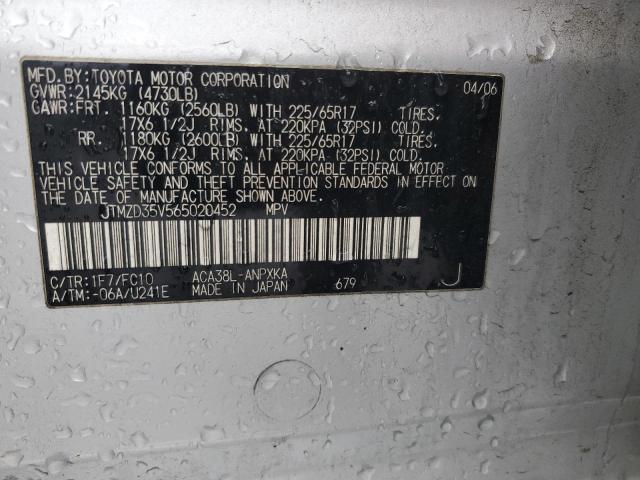 MFD.BY:TOYOTA MOTOR CORPORATION 04/06
GVWR:2145KG (4730LB)
GAWR:FRT. 1160KG (2560LB) WITH 225/65R17 TIRES.
17X6 1/2J RIMS. AT 220KPA (32PSI) COLD.
RR. 1180KG (2600LB) WITH 225/65R17 TIRES.
17X6 1/2J RIMS. AT 220KPA (32PSI) COLD.
THIS VEHICLE CONFORMS TO ALL APPLICABLE FEDERAL MOTOR
VEHICLE SAFETY AND THEFT PREVENTION STANDARDS IN EFFECT ON
THE DATE OF MANUFACTURE SHOWN ABOVE.
JTMZD35V565020452 MPV
C/TR:1F7/FC10 ACA38L-ANPXKA
A/TM:-06A/U241E MADE IN JAPAN 679 J